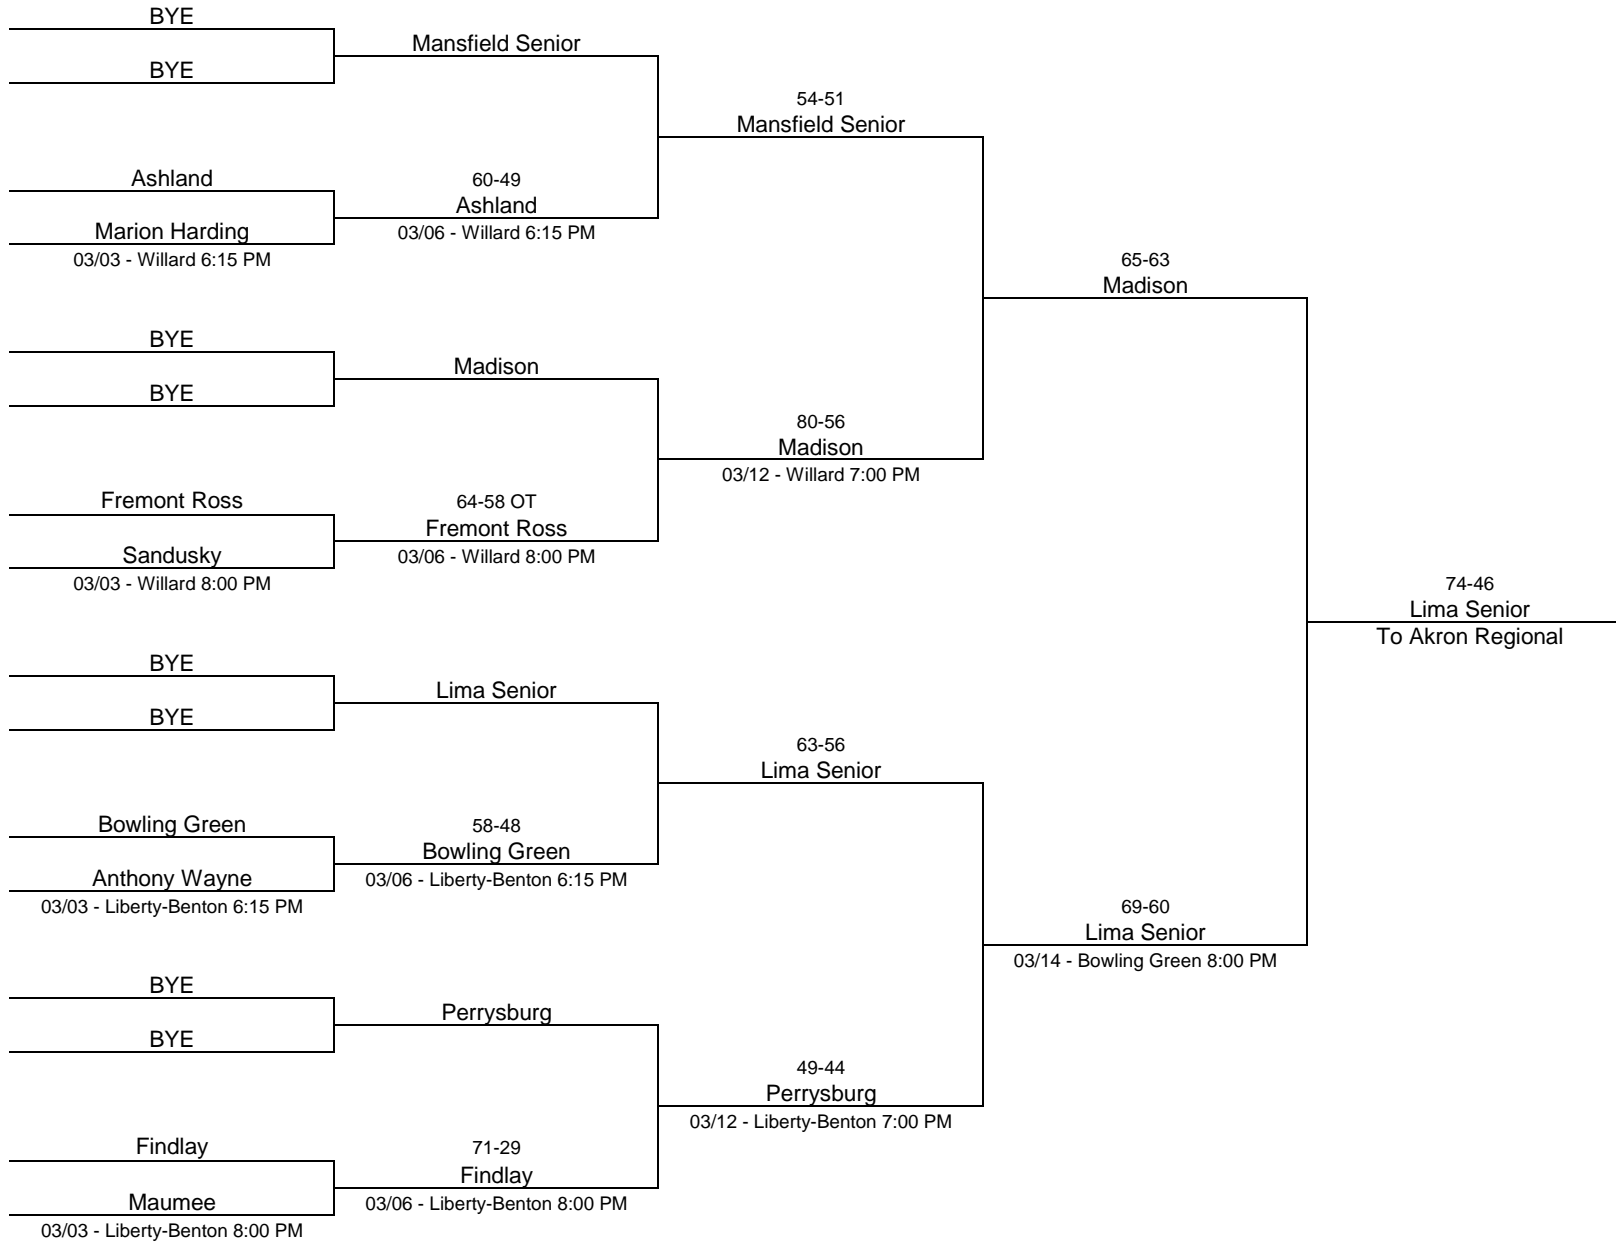 BYE
BYE
Mansfield Senior
54-51
Mansfield Senior
Ashland
Marion Harding
03/03 - Willard 6:15 PM
60-49
Ashland
03/06 - Willard 6:15 PM
65-63
Madison
BYE
BYE
Madison
80-56
Madison
03/12 - Willard 7:00 PM
Fremont Ross
Sandusky
03/03 - Willard 8:00 PM
64-58 OT
Fremont Ross
03/06 - Willard 8:00 PM
74-46
Lima Senior
To Akron Regional
BYE
BYE
Lima Senior
63-56
Lima Senior
Bowling Green
Anthony Wayne
03/03 - Liberty-Benton 6:15 PM
58-48
Bowling Green
03/06 - Liberty-Benton 6:15 PM
69-60
Lima Senior
03/14 - Bowling Green 8:00 PM
BYE
BYE
Perrysburg
49-44
Perrysburg
03/12 - Liberty-Benton 7:00 PM
Findlay
Maumee
03/03 - Liberty-Benton 8:00 PM
71-29
Findlay
03/06 - Liberty-Benton 8:00 PM